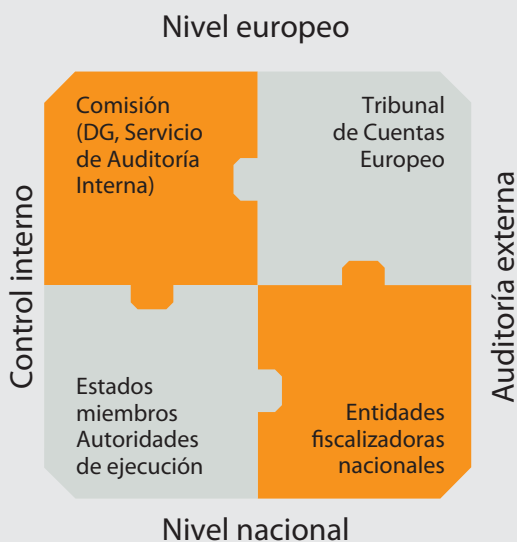 Nivel europeo
Comisión
(DG, Servicio
de Auditoría
Interna)
Tribunal
de Cuentas
Europeo
Control interno
Auditoría externa
Estados
miembros
Autoridades
de ejecución
Entidades
fiscalizadoras
nacionales
Nivel nacional